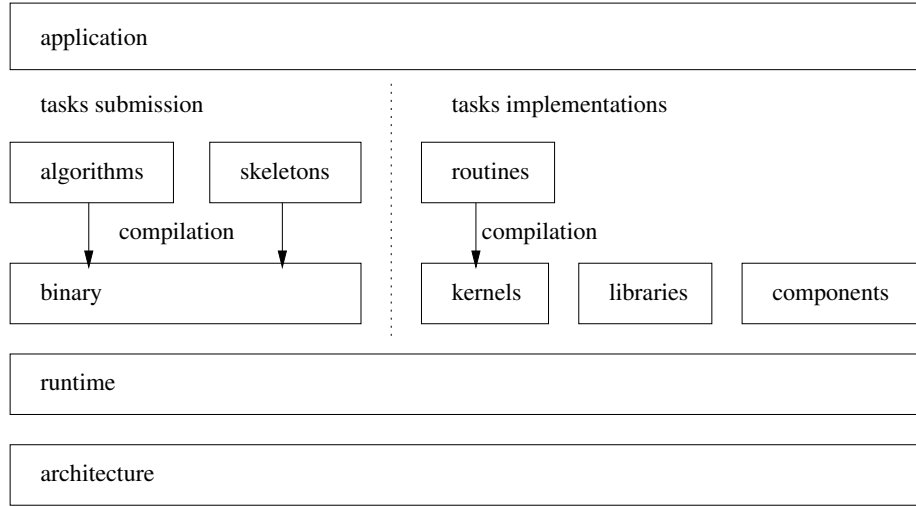 application
tasks submission
tasks implementations
algorithms
skeletons
routines
compilation
compilation
binary
kernels
libraries
components
runtime
architecture